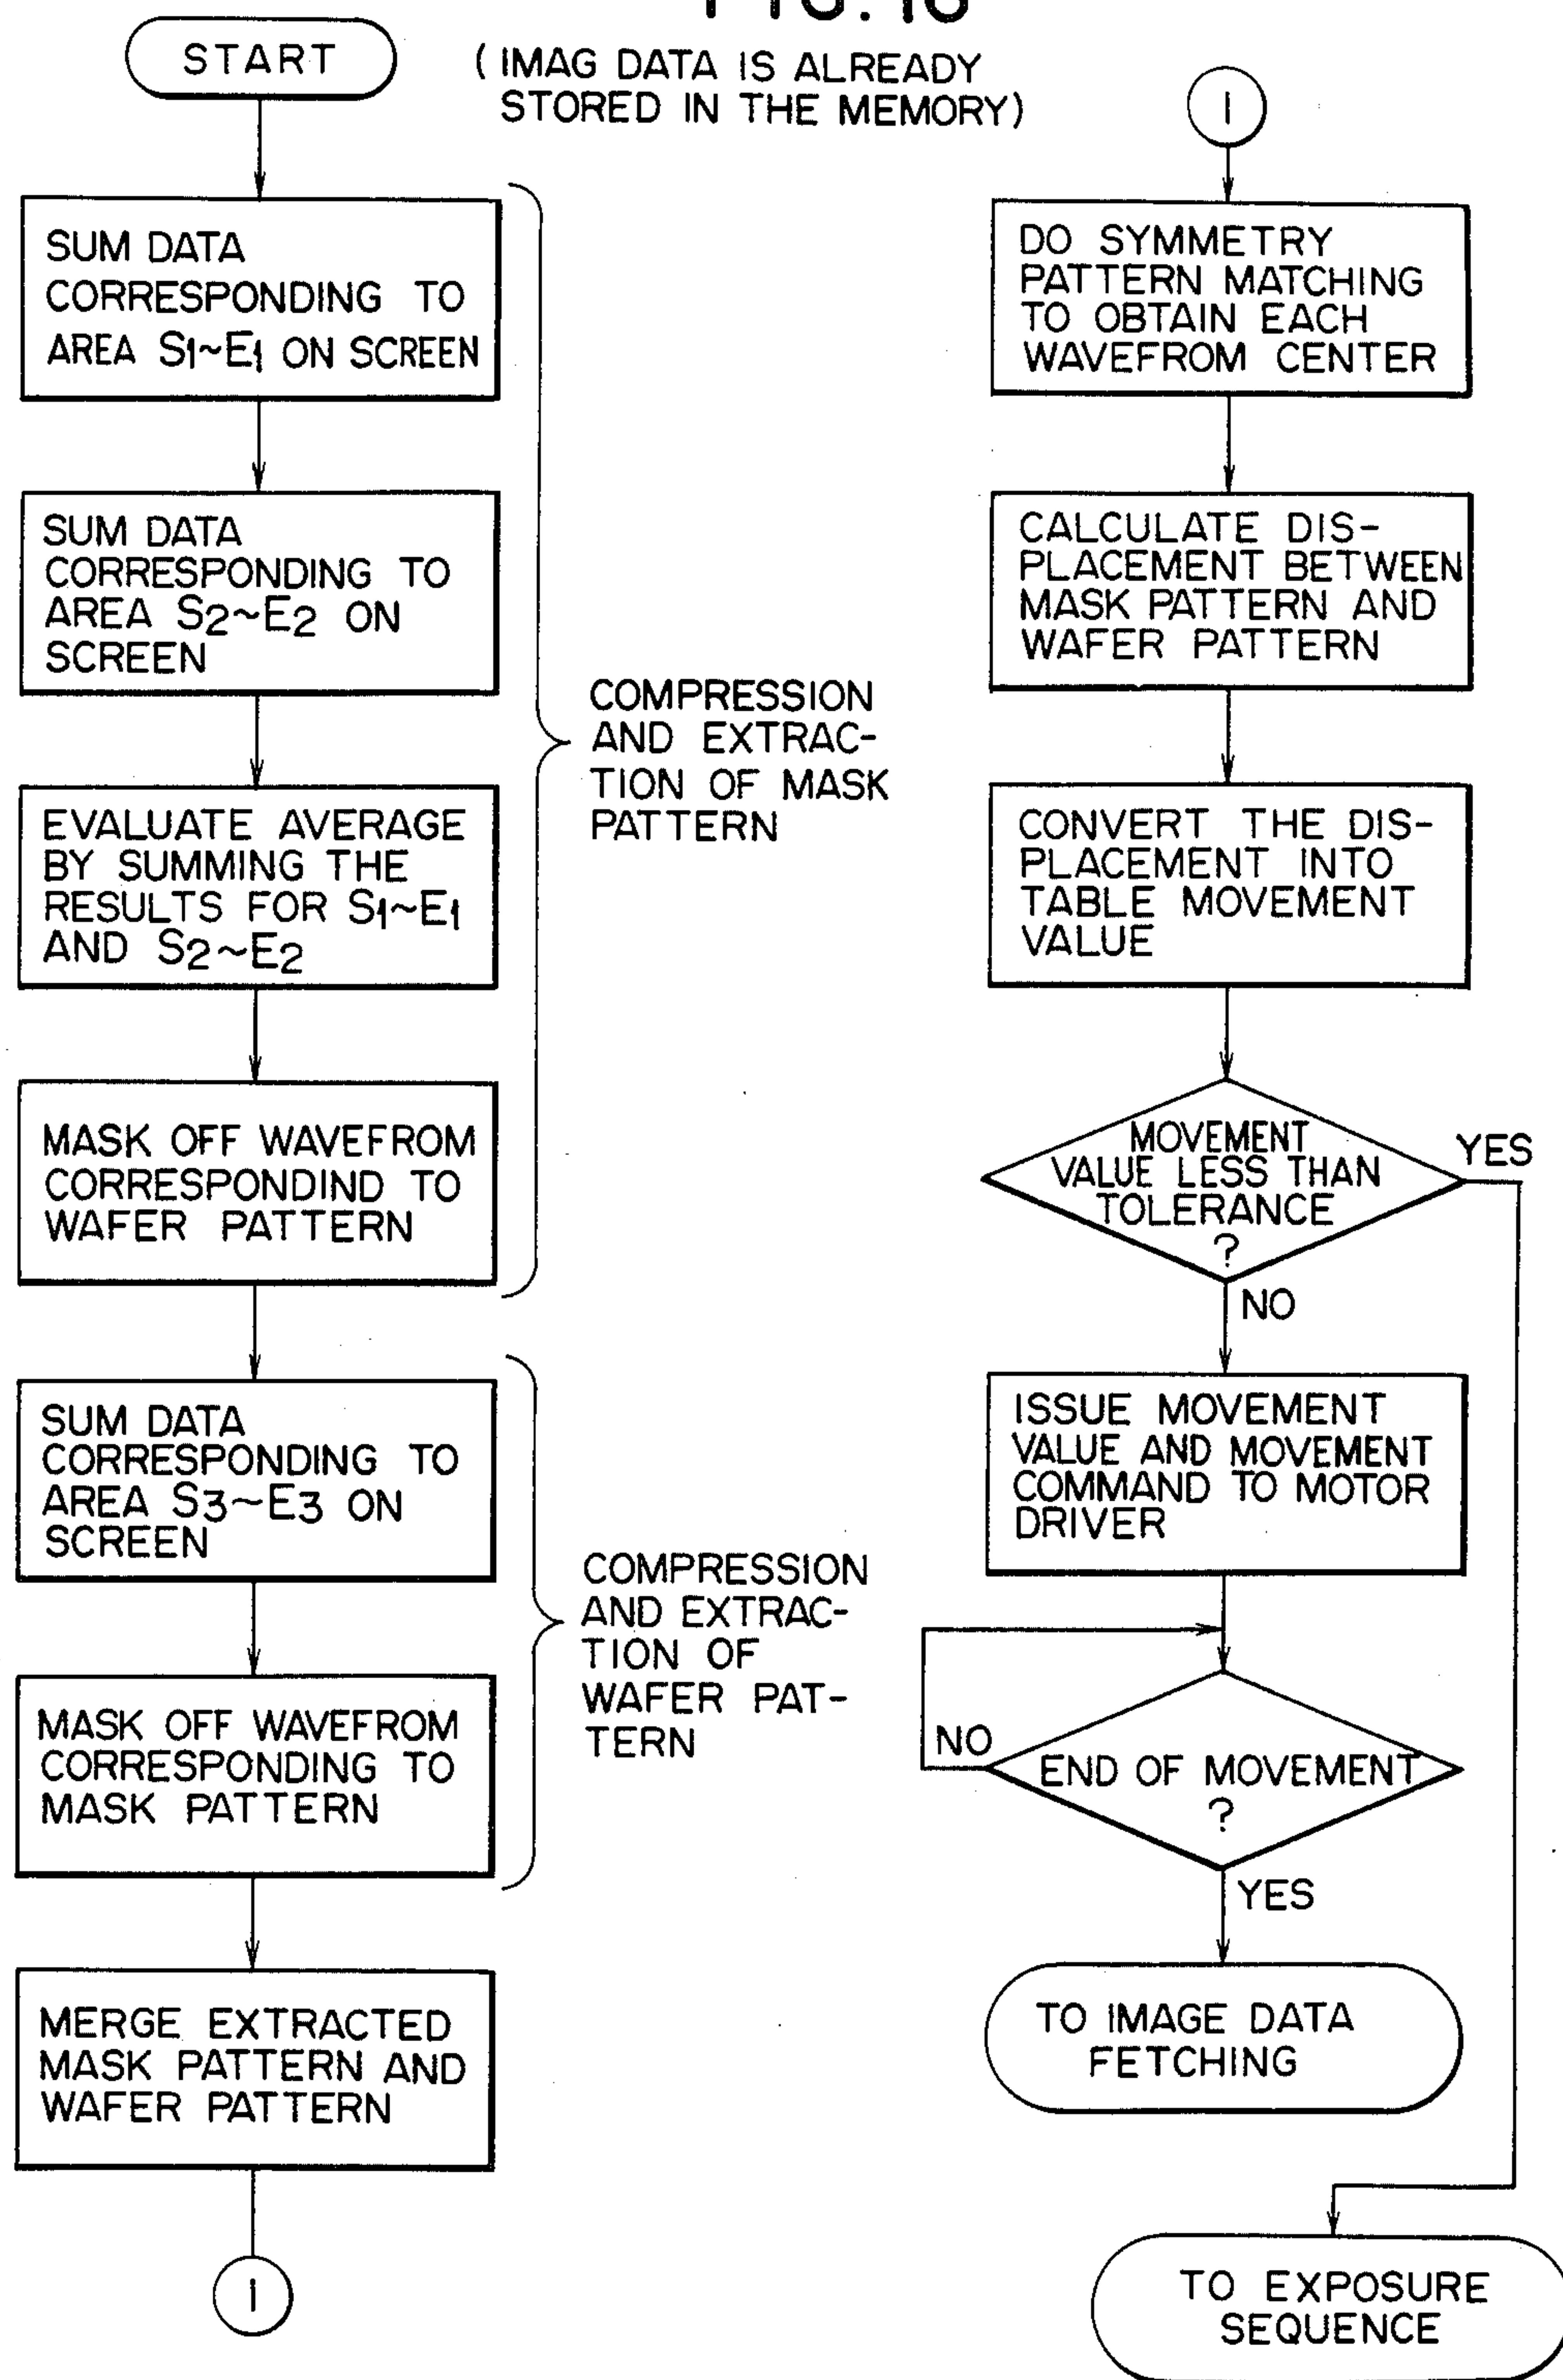 FIG.
START
( IMAG DATA IS ALREADY
STORED IN THE MEMORY)
SUM DATA
CORRESPONDING TO
AREA S1~E1 ON SCREEN
SUM DATA
CORRESPONDING TO
AREA S2~E2 ON
SCREEN
EVALUATE AVERAGE
BY SUMMING THE
RESULTS FOR S1~E1
AND S2~E2
MASK OFF WAVEFROM
CORRESPONDIND TO
WAFER PATTERN
COMPRESSION
AND EXTRAC-
TION OF MASK
PATTERN
SUM DATA
CORRESPONDING TO
AREA S3~E3 ON
SCREEN
MASK OFF WAVEFROM
CORRESPONDING TO
MASK PATTERN
COMPRESSION
AND EXTRAC-
TION OF
WAFER PAT-
TERN
MERGE EXTRACTED
MASK PATTERN AND
WAFER PATTERN
1
1
DO SYMMETRY
PATTERN MATCHING
TO OBTAIN EACH
WAVEFROM CENTER
CALCULATE DIS-
PLACEMENT BETWEEN
MASK PATTERN AND
WAFER PATTERN
CONVERT THE DIS-
PLACEMENT INTO
TABLE MOVEMENT
VALUE
MOVEMENT
VALUE LESS THAN
TOLERANCE
?
YES
NO
ISSUE MOVEMENT
VALUE AND MOVEMENT
COMMAND TO MOTOR
DRIVER
NO
END OF MOVEMENT
?
YES
TO IMAGE DATA
FETCHING
TO EXPOSURE
SEQUENCE